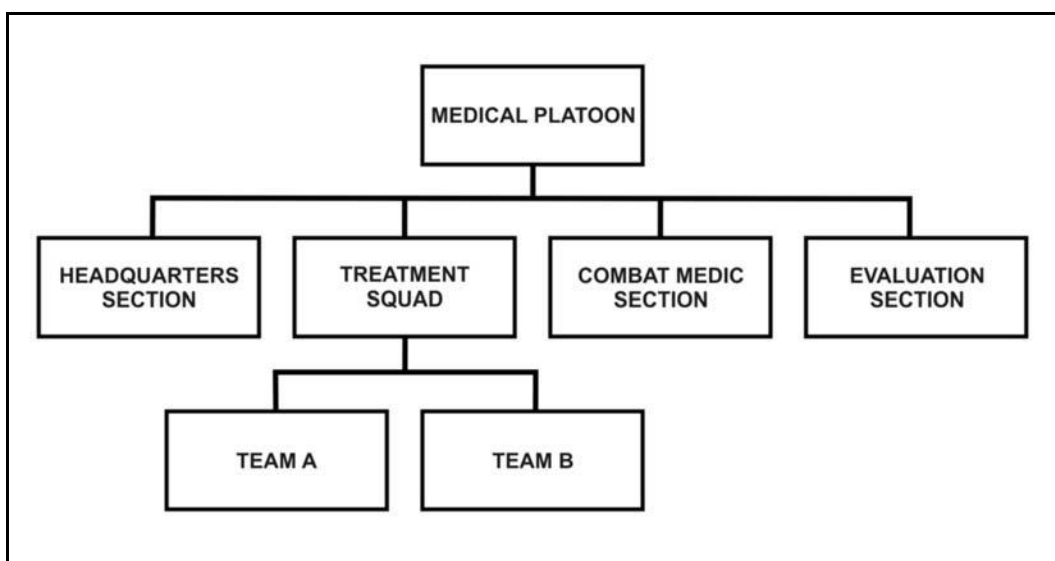 MEDICAL PLATOON
HEADQUARTERS
SECTION
TREATMENT
SQUAD
COMBAT MEDIC
SECTION
EVALUATION
SECTION
TEAM A
TEAM B